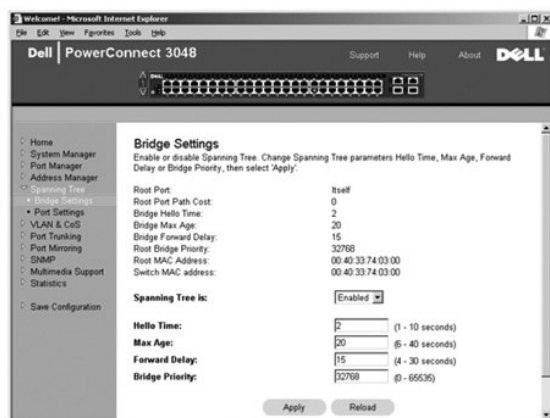 Welcome! - Microsoft Internet Explorer
File Edit View Favorites Tools Help
Dell | PowerConnect 3048
Support Help About DELL
Home
System Manager
Port Manager
Address Manager
Spanning Tree
Bridge Settings
Port Settings
VLAN & CoS
Port Trunking
Port Mirroring
SNMP
Multimedia Support
Statistics
Save Configuration
Bridge Settings
Enable or disable Spanning Tree. Change Spanning Tree parameters Hello Time, Max Age, Forward
Delay or Bridge Priority, then select 'Apply'.
Root Port: Itself
Root Port Path Cost: 0
Bridge Hello Time: 2
Bridge Max Age: 20
Bridge Forward Delay: 15
Root Bridge Priority: 32768
Root MAC Address: 00:40:33:74:03:00
Switch MAC address: 00:40:33:74:03:00
Spanning Tree is: Enabled
Hello Time: 2 (1 - 10 seconds)
Max Age: 20 (6 - 40 seconds)
Forward Delay: 15 (4 - 30 seconds)
Bridge Priority: 32768 (0 - 65535)
Apply Reload